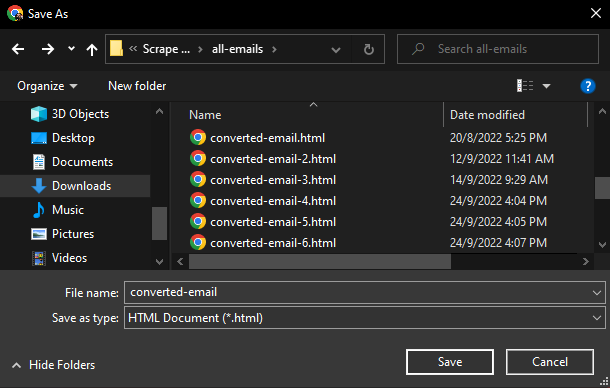 Save As
Scrape ... all-emails
Search all-emails
Organize New folder
Name Date modified
3D Objects
Desktop
Documents
Downloads
Music
Pictures
Videos
converted-email.html 20/8/2022 5:25 PM
converted-email-2.html 12/9/2022 11:41 AM
converted-email-3.html 14/9/2022 9:29 AM
converted-email-4.html 24/9/2022 4:04 PM
converted-email-5.html 24/9/2022 4:05 PM
converted-email-6.html 24/9/2022 4:07 PM
File name: converted-email
Save as type: HTML Document (*.html)
Hide Folders Save Cancel